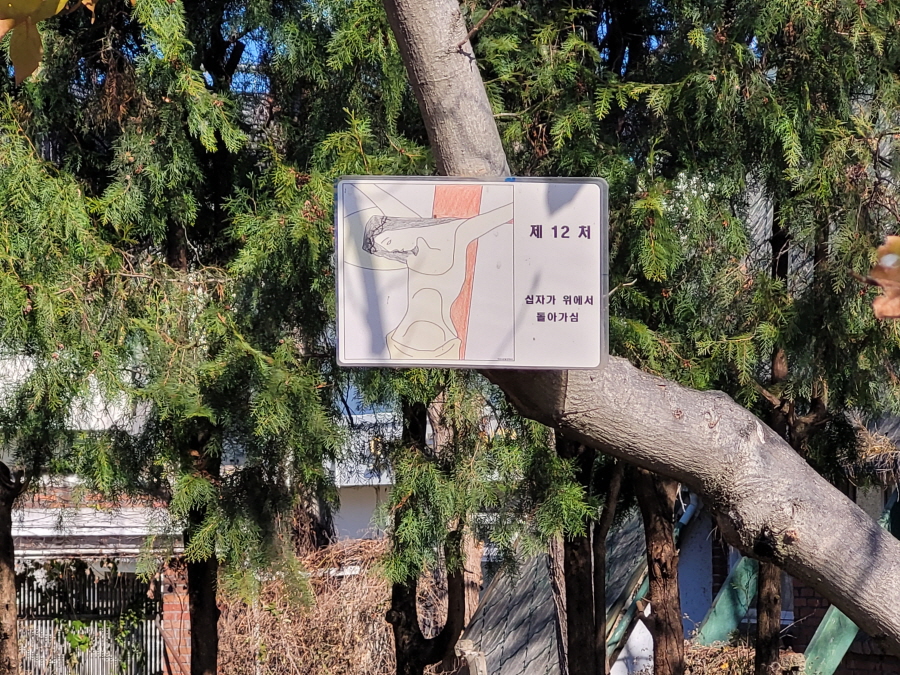 제 12 처
십자가 위에서
돌아가심